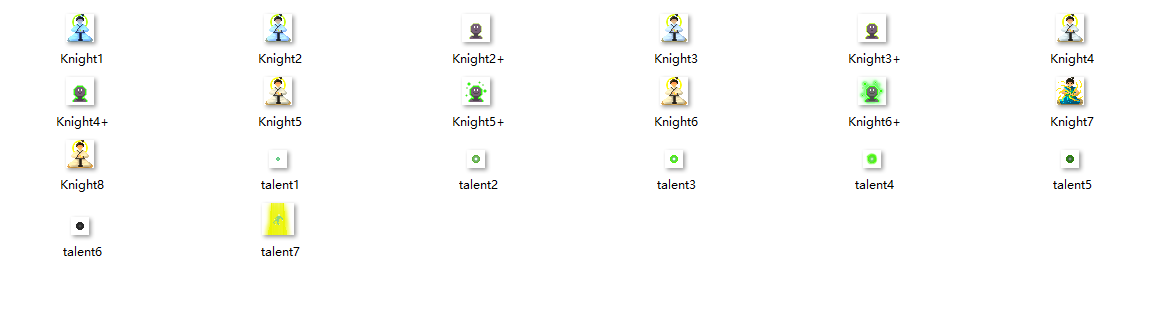 Knight1 Knight2 Knight2+ Knight3 Knight3+ Knight4
Knight4+ Knight5 Knight5+ Knight6 Knight6+ Knight7
Knight8 talent1 talent2 talent3 talent4 talent5
talent6 talent7